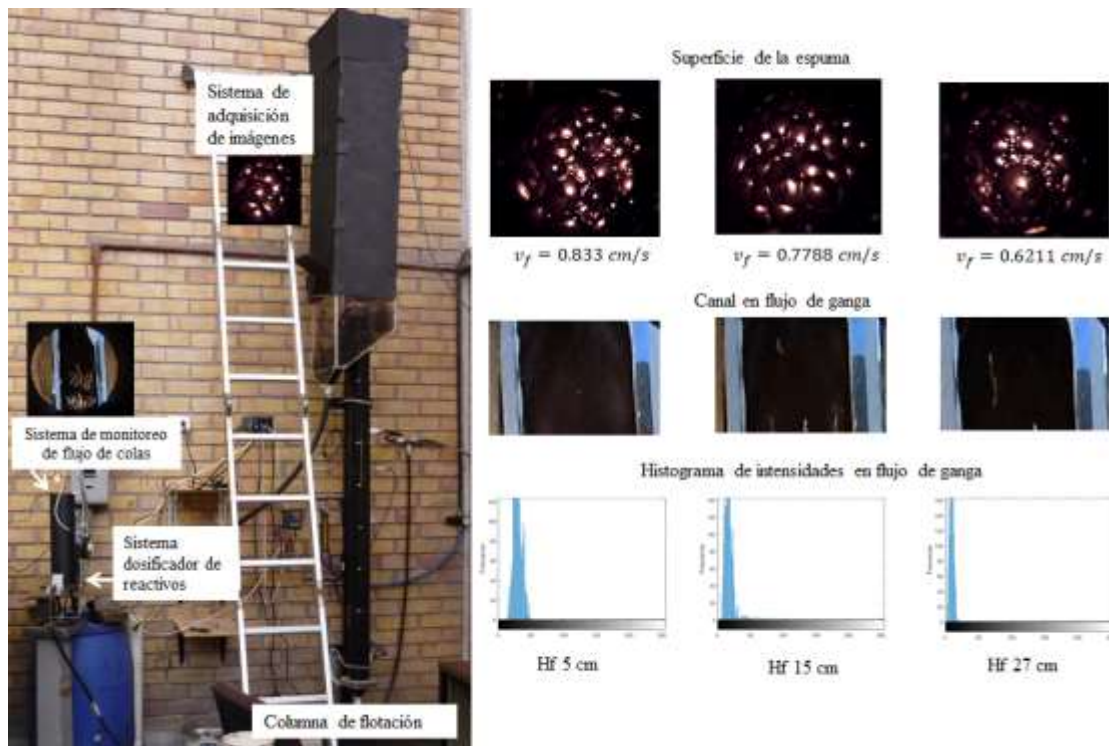 Sistema de
adquisición
de imágenes
Sistema de monitoreo
de flujo de colas
Sistema
dosificador de
reactivos
Columna de flotación
Superficie de la espuma
v_f = 0.833 cm/s
v_f = 0.7788 cm/s
v_f = 0.6211 cm/s
Canal en flujo de ganga
Histograma de intensidades en flujo de ganga
Hf 5 cm
Hf 15 cm
Hf 27 cm